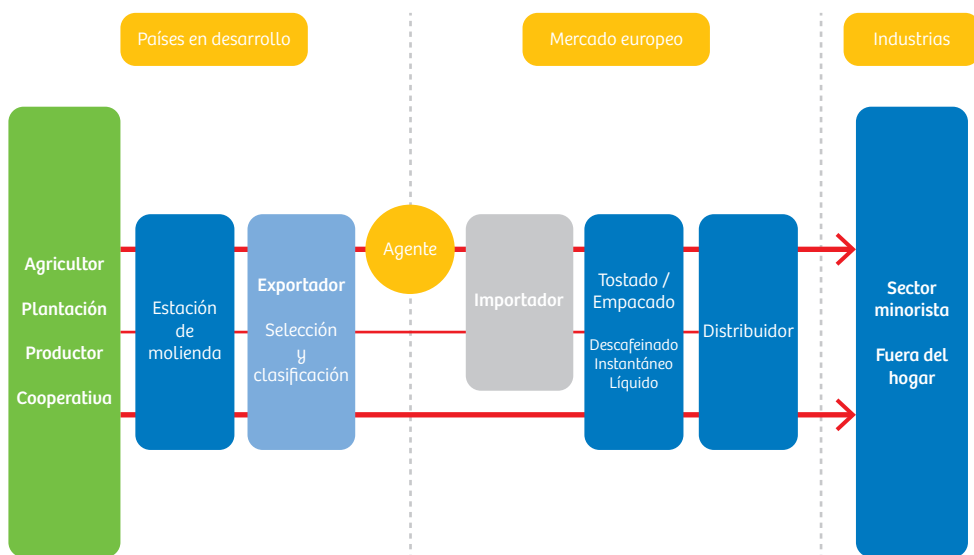 Países en desarrollo
Mercado europeo
Industrias
Agricultor
Plantación
Productor
Cooperativa
Estación
de
molienda
Exportador
Selección
y
clasificación
Agente
Importador
Tostado /
Empacado
Descafeinado
Instantáneo
Líquido
Distribuidor
Sector
minorista
Fuera del
hogar